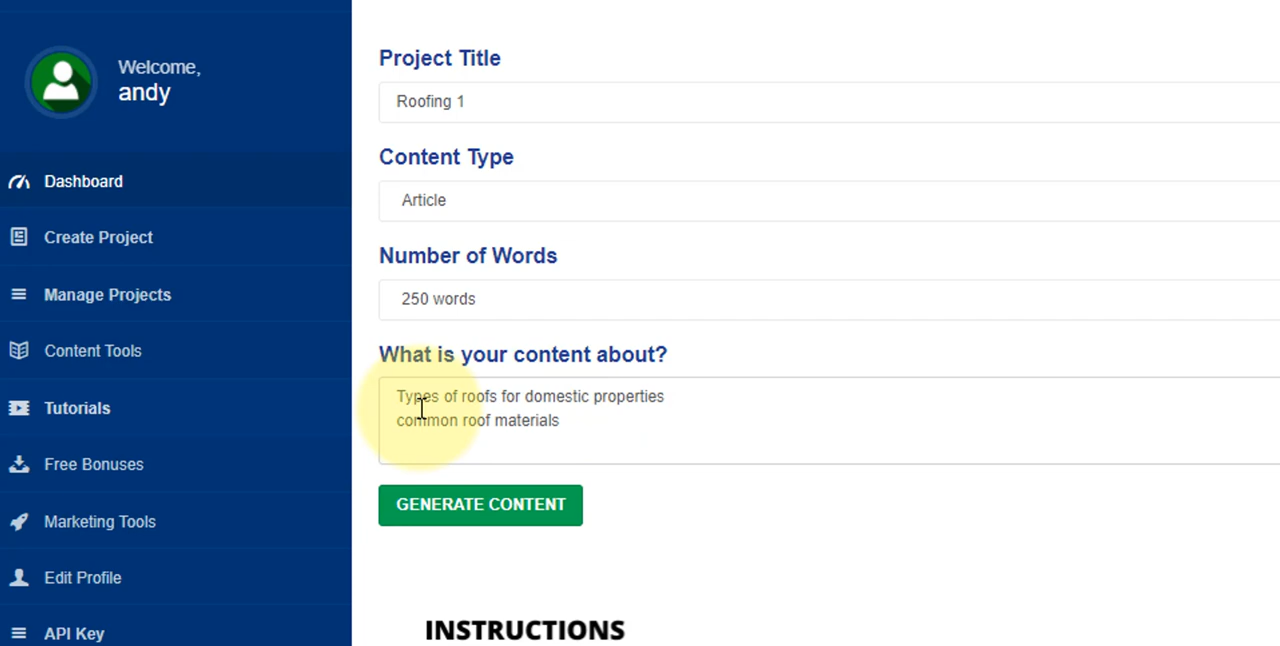 Welcome,
andy
Dashboard
Create Project
Manage Projects
Content Tools
Tutorials
Free Bonuses
Marketing Tools
Edit Profile
API Key
Project Title
Roofing 1
Content Type
Article
Number of Words
250 words
What is your content about?
Types of roofs for domestic properties
common roof materials
GENERATE CONTENT
INSTRUCTIONS